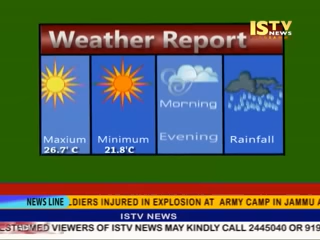 ISTV
NEWS
Weather Report
Maxium
26.7°C
Minimum
21.8°C
Morning
Evening
Rainfall
NEWS LINE
LDIERS INJURED IN EXPLOSION AT ARMY CAMP IN JAMMU A
ISTV NEWS
ESTEEMED VIEWERS OF ISTV NEWS MAY KINDLY CALL 2445040 OR 919